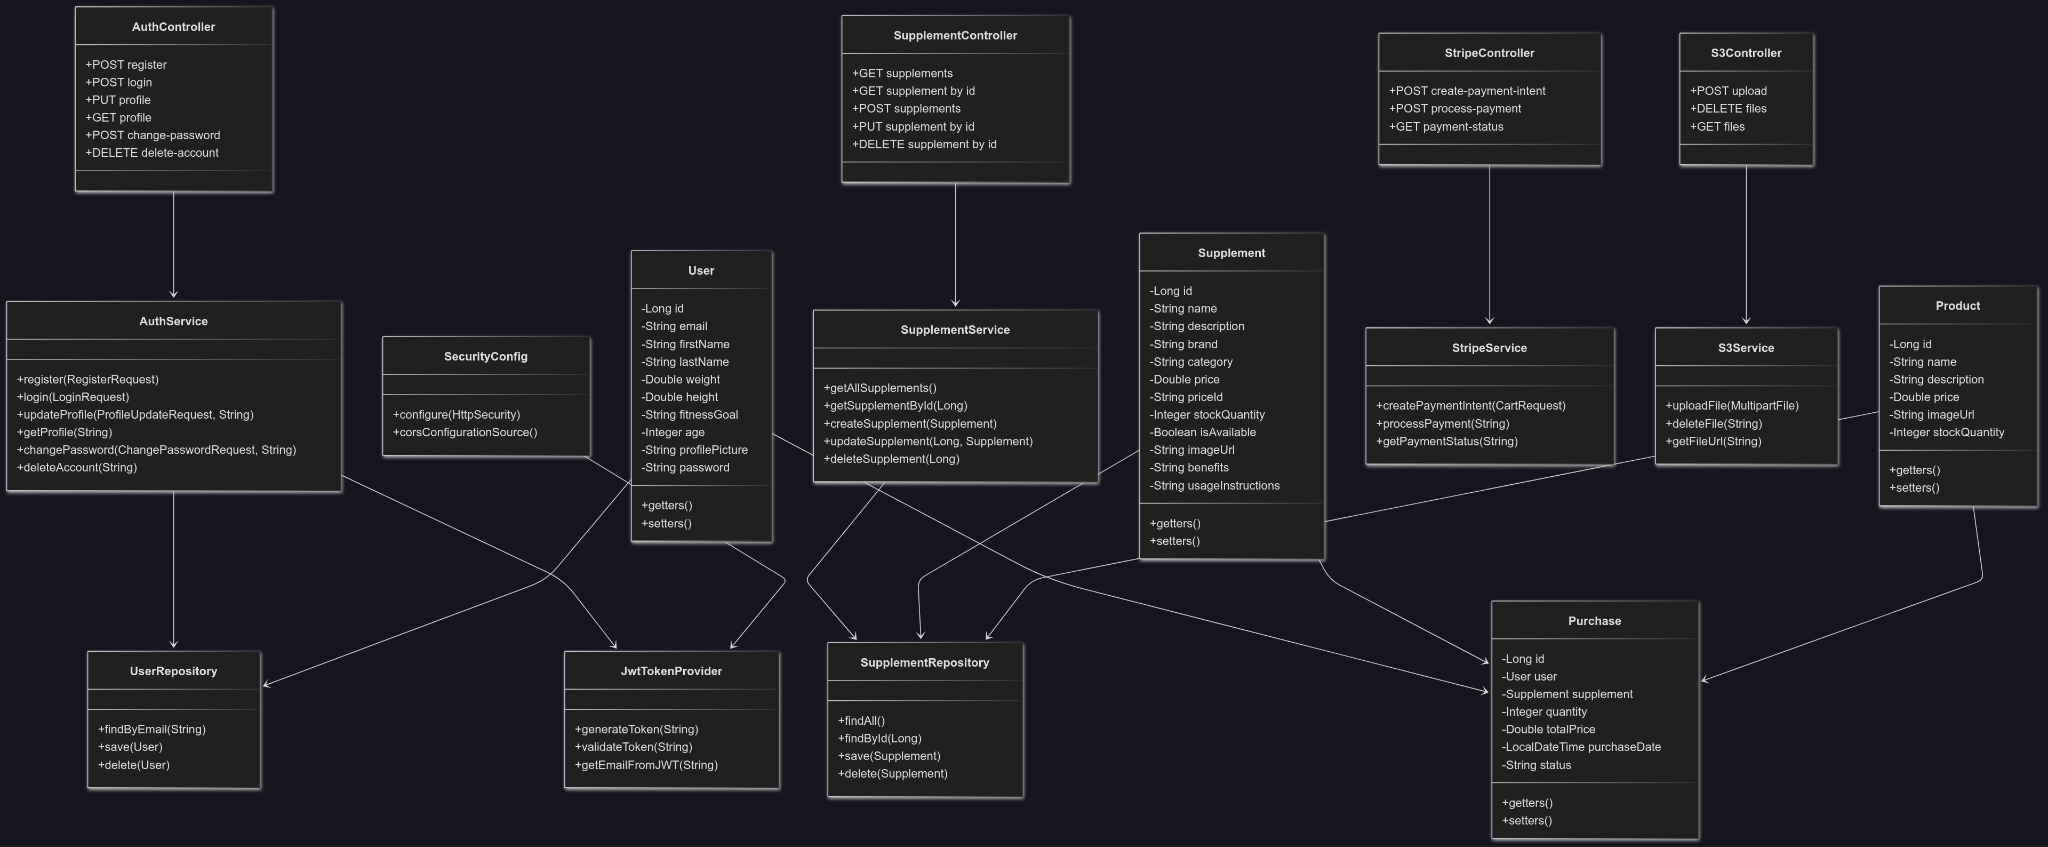 AuthController
+POST register
+POST login
+PUT profile
+GET profile
+POST change-password
+DELETE delete-account
SupplementController
+GET supplements
+GET supplement by id
+POST supplements
+PUT supplement by id
+DELETE supplement by id
StripeController
+POST create-payment-intent
+POST process-payment
+GET payment-status
S3Controller
+POST upload
+DELETE files
+GET files
AuthService
+register(RegisterRequest)
+login(LoginRequest)
+updateProfile(ProfileUpdateRequest, String)
+getProfile(String)
+changePassword(ChangePasswordRequest, String)
+deleteAccount(String)
SecurityConfig
+configure(HttpSecurity)
+corsConfigurationSource()
User
-Long id
-String email
-String firstName
-String lastName
-Double weight
-Double height
-String fitnessGoal
-Integer age
-String profilePicture
-String password
+getters()
+setters()
SupplementService
+getAllSupplements()
+getSupplementById(Long)
+createSupplement(Supplement)
+updateSupplement(Long, Supplement)
+deleteSupplement(Long)
Supplement
-Long id
-String name
-String description
-String brand
-String category
-Double price
-String priceId
-Integer stockQuantity
-Boolean isAvailable
-String imageUrl
-String benefits
-String usageInstructions
+getters()
+setters()
StripeService
+createPaymentIntent(CartRequest)
+processPayment(String)
+getPaymentStatus(String)
S3Service
+uploadFile(MultipartFile)
+deleteFile(String)
+getFileUrl(String)
Product
-Long id
-String name
-String description
-Double price
-String imageUrl
-Integer stockQuantity
+getters()
+setters()
UserRepository
+findByEmail(String)
+save(User)
+delete(User)
JwtTokenProvider
+generateToken(String)
+validateToken(String)
+getEmailFromJWT(String)
SupplementRepository
+findAll()
+findById(Long)
+save(Supplement)
+delete(Supplement)
Purchase
-Long id
-User user
-Supplement supplement
-Integer quantity
-Double totalPrice
-LocalDateTime purchaseDate
-String status
+getters()
+setters()